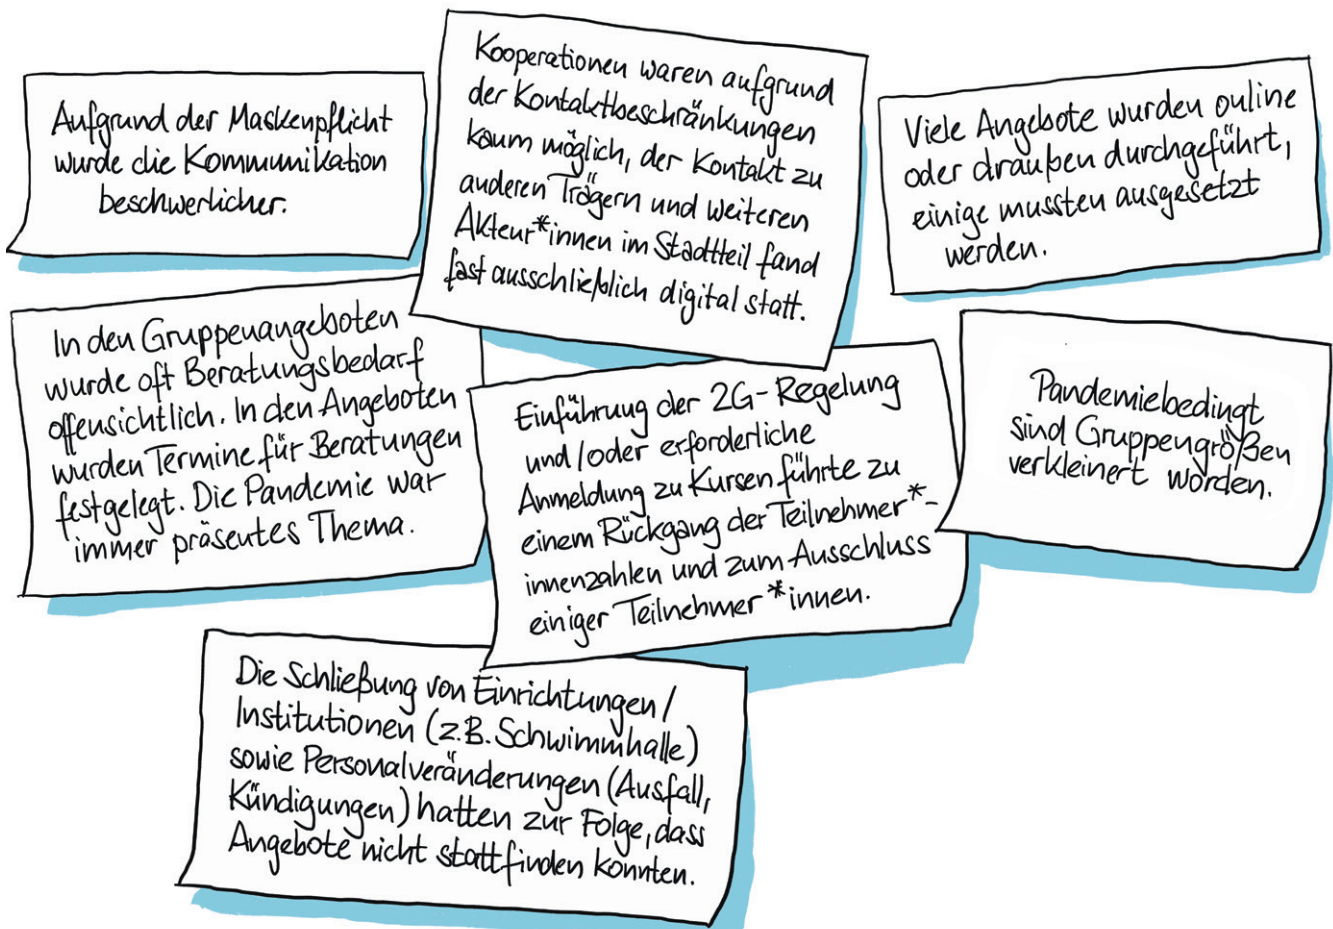 Aufgrund der Maskenpflicht
wurde die Kommunikation
beschwerlicher.
Kooperationen waren aufgrund
der Kontaktbeschränkungen
kaum möglich, der Kontakt zu
anderen Trägern und weiteren
Akteur*innen im Stadtteil fand
fast ausschließlich digital statt.
Viele Angebote wurden online
oder draußen durchgeführt,
einige mussten ausgesetzt
werden.
In den Gruppenangeboten
wurde oft Beratungsbedarf
offensichtlich. In den Angeboten
wurden Termine für Beratungen
festgelegt. Die Pandemie war
immer präsentes Thema.
Einführung der 2G-Regelung
und/oder erforderliche
Anmeldung zu Kursen führte zu
einem Rückgang der Teilnehmer*-
innenzahlen und zum Ausschluss
einiger Teilnehmer*innen.
Pandemiebedingt
sind Gruppengrößen
verkleinert worden.
Die Schließung von Einrichtungen/
Institutionen (z.B. Schwimmhalle)
sowie Personalveränderungen (Ausfall,
Kündigungen) hatten zur Folge, dass
Angebote nicht stattfinden konnten.